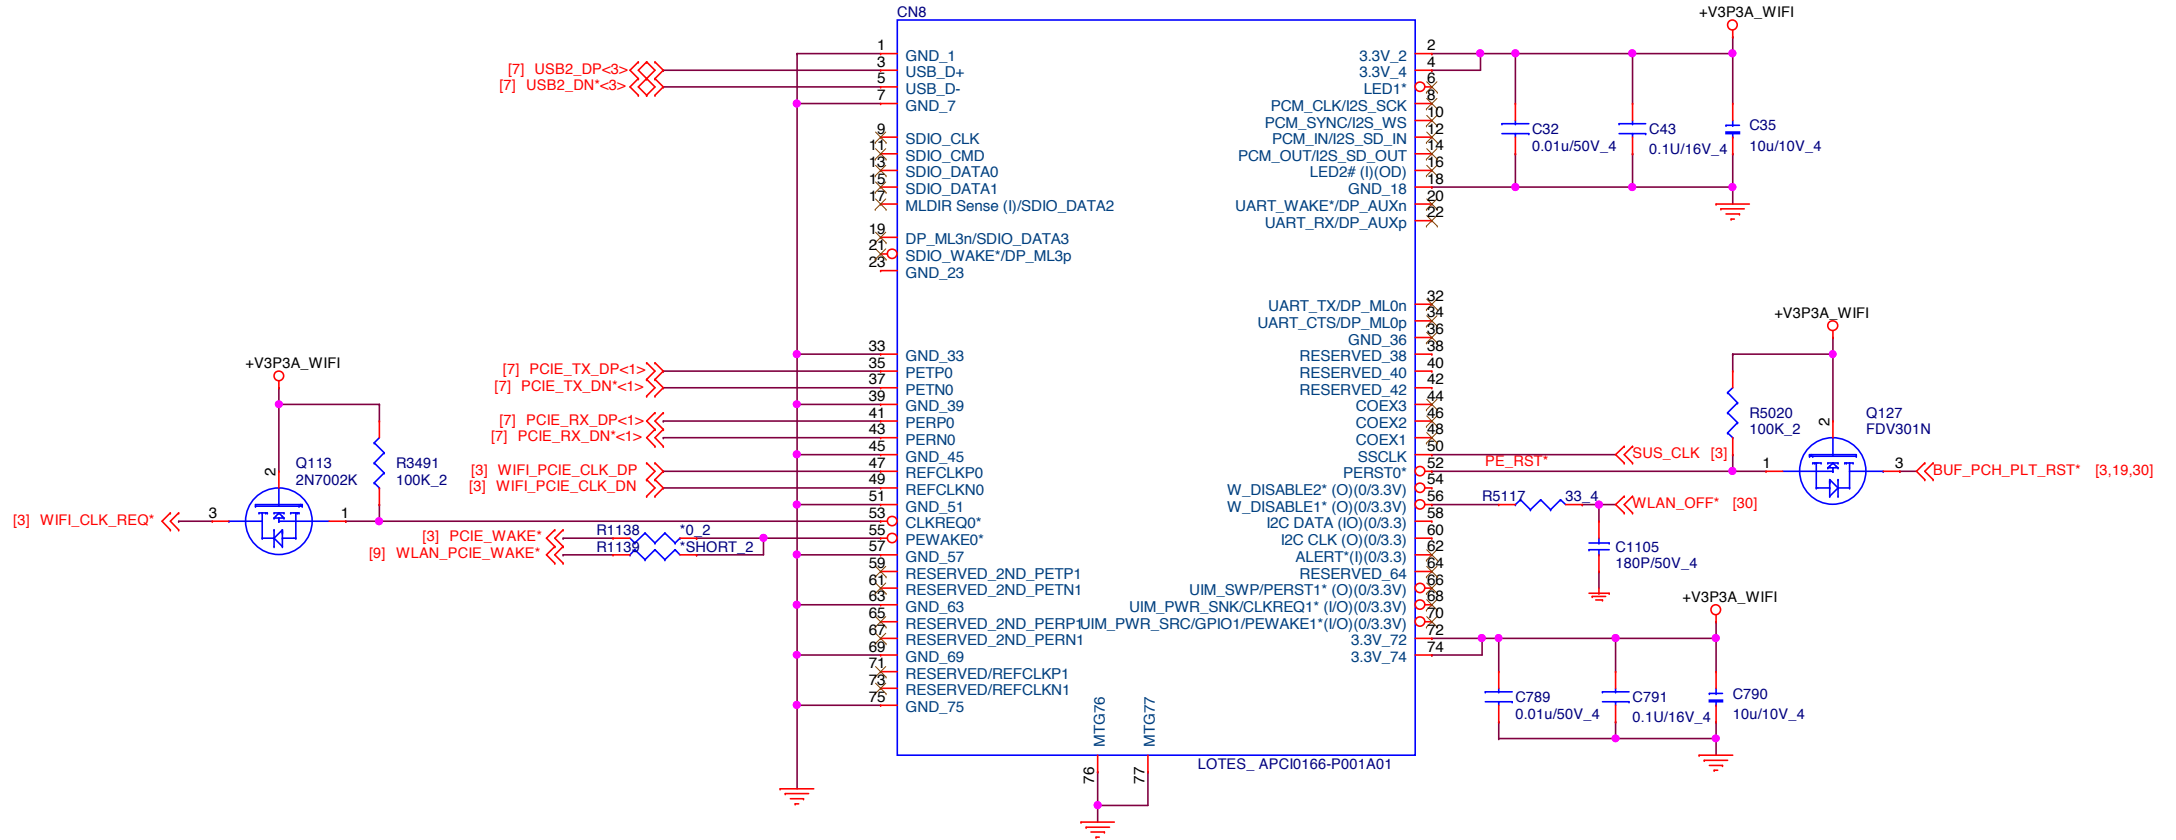 CN8
1 GND_1
3 USB_D+
5 USB_D-
7 GND_7
9 SDIO_CLK
11 SDIO_CMD
13 SDIO_DATA0
15 SDIO_DATA1
17 MLDIR Sense (I)/SDIO_DATA2
19 DP_ML3n/SDIO_DATA3
21 SDIO_WAKE*/DP_ML3p
23 GND_23
33 GND_33
35 PETP0
37 PETN0
39 GND_39
41 PERP0
43 PERN0
45 GND_45
47 REFCLKP0
49 REFCLKN0
51 GND_51
53 CLKREQ0*
55 PEWAKE0*
57 GND_57
59 RESERVED_2ND_PETP1
61 RESERVED_2ND_PETN1
63 GND_63
65 RESERVED_2ND_PERP1
67 RESERVED_2ND_PERN1
69 GND_69
71 RESERVED/REFCLKP1
73 RESERVED/REFCLKN1
75 GND_75
3.3V_2 2
3.3V_4 4
LED1* 6
PCM_CLK/I2S_SCK 8
PCM_SYNC/I2S_WS 10
PCM_IN/I2S_SD_IN 12
PCM_OUT/I2S_SD_OUT 14
LED2# (I)(OD) 16
GND_18 18
UART_WAKE*/DP_AUXn 20
UART_RX/DP_AUXp 22
UART_TX/DP_ML0n 32
UART_CTS/DP_ML0p 34
GND_36 36
RESERVED_38 38
RESERVED_40 40
RESERVED_42 42
COEX3 44
COEX2 46
COEX1 48
SSCLK 50
PERST0* 52
W_DISABLE2* (O)(0/3.3V) 54
W_DISABLE1* (O)(0/3.3V) 56
I2C DATA (IO)(0/3.3) 58
I2C CLK (O)(0/3.3) 60
ALERT*(I)(0/3.3) 62
RESERVED_64 64
UIM_SWP/PERST1* (O)(0/3.3V) 66
UIM_PWR_SNK/CLKREQ1* (I/O)(0/3.3V) 68
UIM_PWR_SRC/GPIO1/PEWAKE1*(I/O)(0/3.3V) 70
3.3V_72 72
3.3V_74 74
MTG76 76
MTG77 77
LOTES_ APCI0166-P001A01
[7] USB2_DP<3>
[7] USB2_DN*<3>
[7] PCIE_TX_DP<1>
[7] PCIE_TX_DN*<1>
[7] PCIE_RX_DP<1>
[7] PCIE_RX_DN*<1>
[3] WIFI_PCIE_CLK_DP
[3] WIFI_PCIE_CLK_DN
[3] PCIE_WAKE*
R1138 *0_2
[9] WLAN_PCIE_WAKE*
R1139 *SHORT_2
+V3P3A_WIFI
2
Q113
2N7002K
R3491
100K_2
[3] WIFI_CLK_REQ* 3
1
+V3P3A_WIFI
C32
0.01u/50V_4
C43
0.1U/16V_4
C35
10u/10V_4
+V3P3A_WIFI
R5020
100K_2
2
Q127
FDV301N
SUS_CLK [3]
PE_RST*
1
3
BUF_PCH_PLT_RST* [3,19,30]
R5117 33_4
WLAN_OFF* [30]
C1105
180P/50V_4
+V3P3A_WIFI
C789
0.01u/50V_4
C791
0.1U/16V_4
C790
10u/10V_4